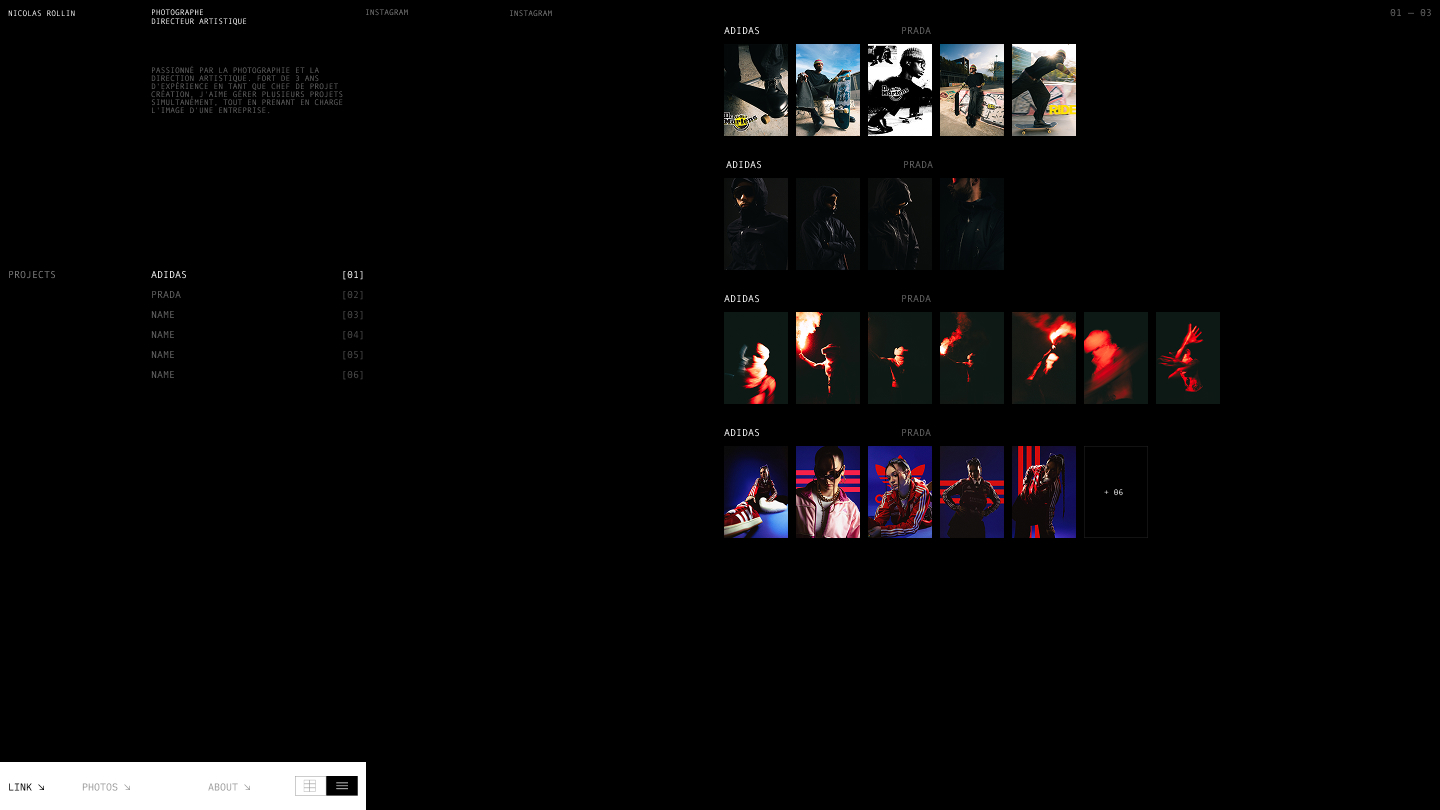 NICOLAS ROLLIN
PHOTOGRAPHE
DIRECTEUR ARTISTIQUE
INSTAGRAM
INSTAGRAM
01 — 03
PASSIONNÉ PAR LA PHOTOGRAPHIE ET LA
DIRECTION ARTISTIQUE. FORT DE 3 ANS
D'EXPÉRIENCE EN TANT QUE CHEF DE PROJET
CRÉATION, J'AIME GÉRER PLUSIEURS PROJETS
SIMULTANÉMENT, TOUT EN PRENANT EN CHARGE
L'IMAGE D'UNE ENTREPRISE.
PROJECTS
ADIDAS [01]
PRADA [02]
NAME [03]
NAME [04]
NAME [05]
NAME [06]
ADIDAS PRADA
Dr. Martens
Dr. Martens
ADIDAS PRADA
ADIDAS PRADA
ADIDAS PRADA
+ 06
LINK ↘ PHOTOS ↘ ABOUT ↘